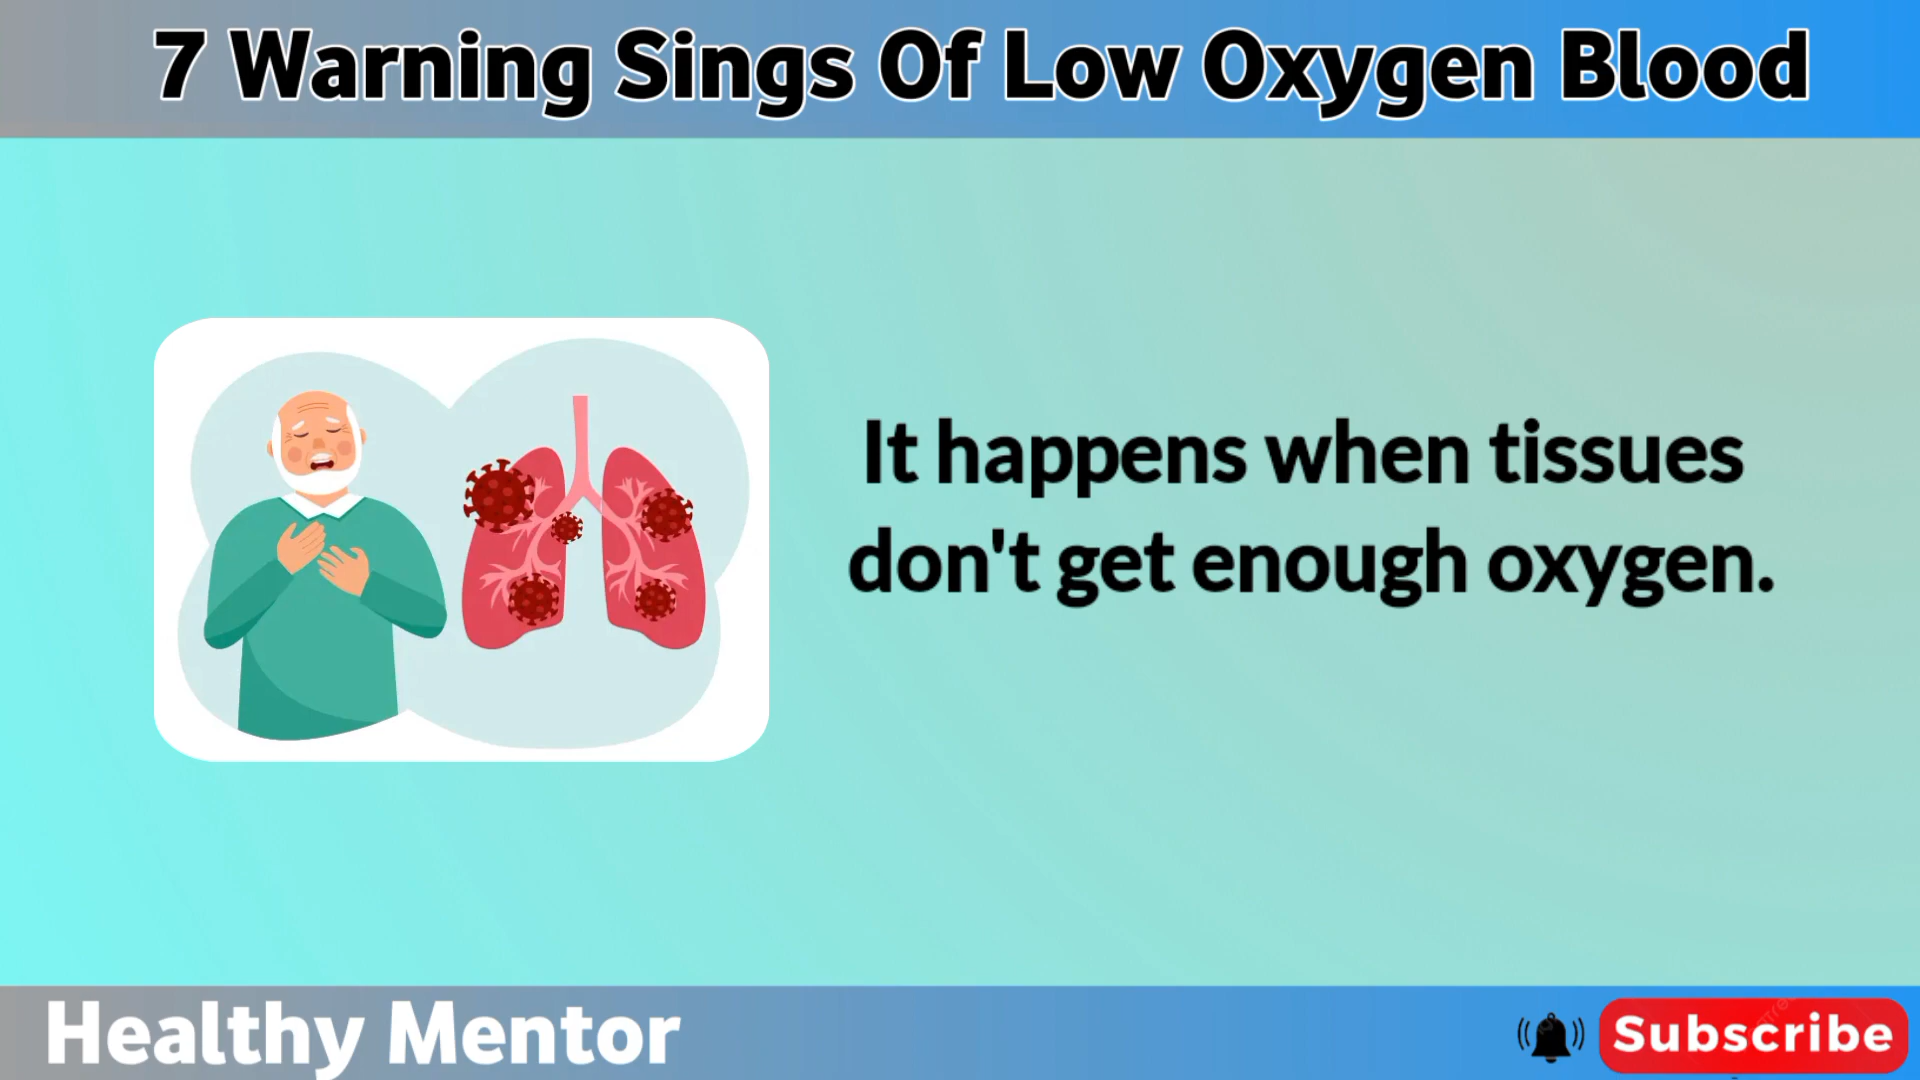 7 Warning Sings Of Low Oxygen Blood
It happens when tissues
don't get enough oxygen.
Healthy Mentor
Subscribe